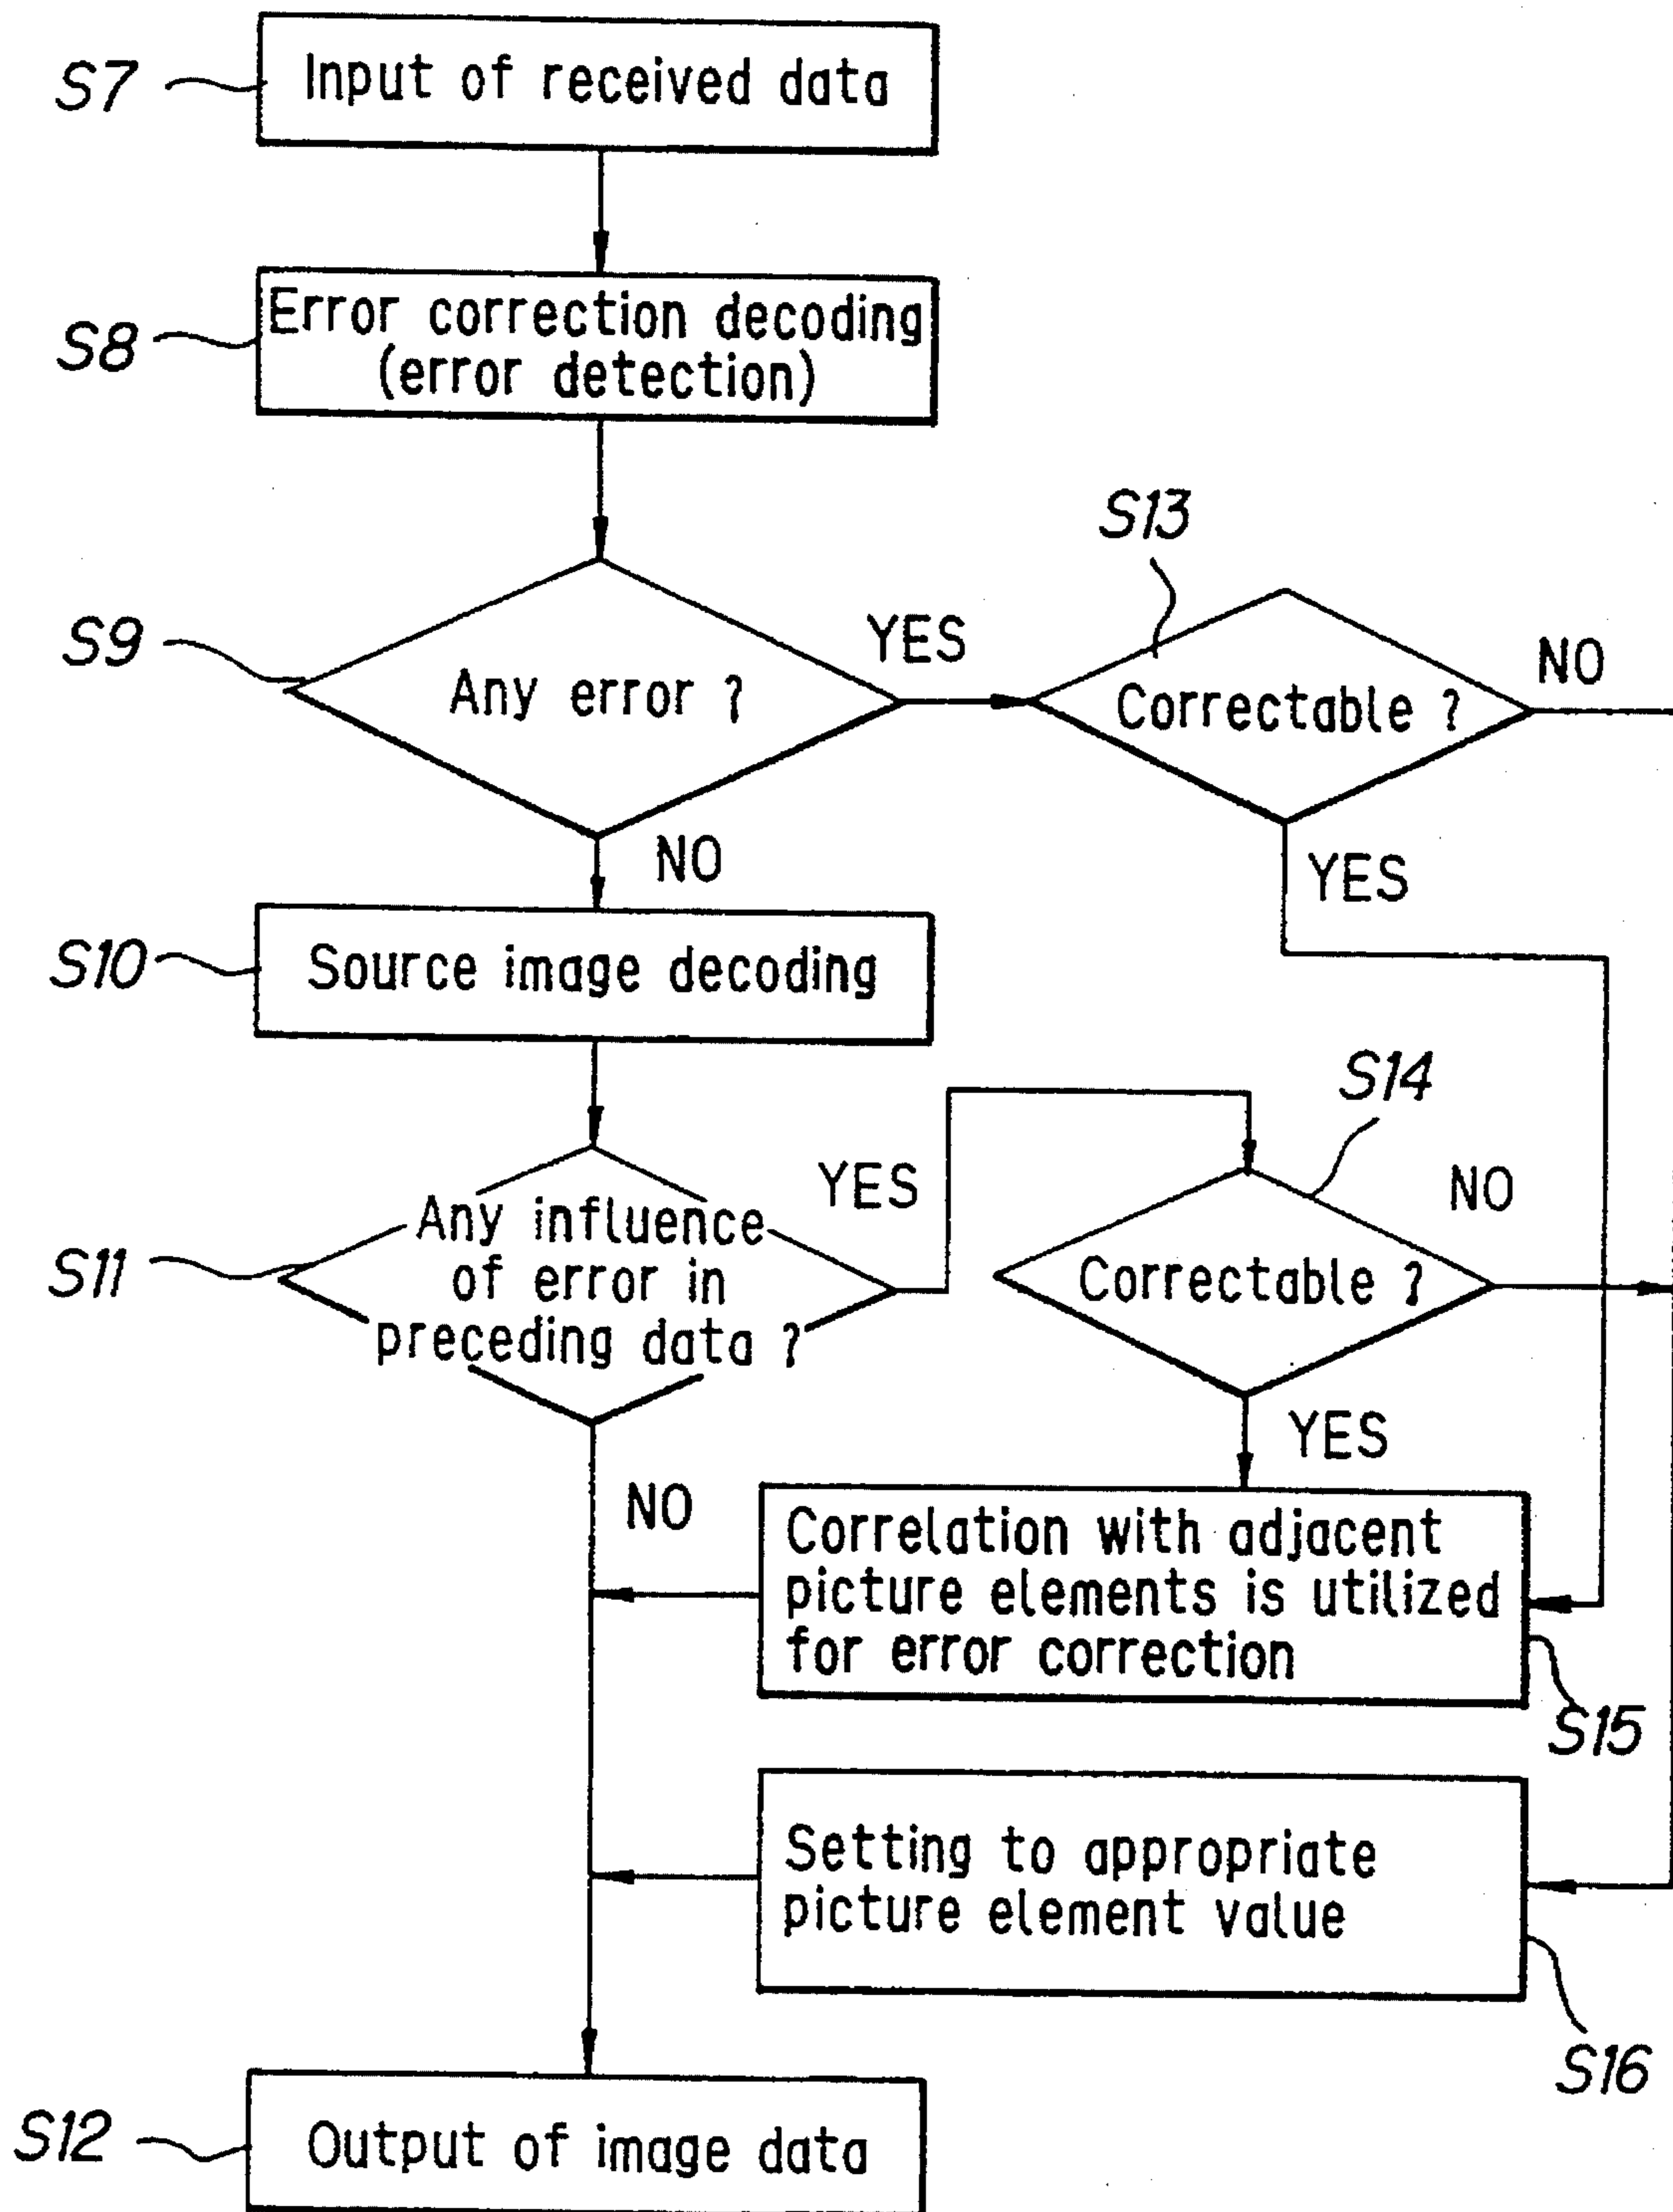 S7
Input of received data
S8
Error correction decoding
(error detection)
S13
S9
Any error ?
YES
Correctable ?
NO
NO
YES
S10
Source image decoding
S14
S11
Any influence
of error in
preceding data ?
YES
Correctable ?
NO
YES
NO
Correlation with adjacent
picture elements is utilized
for error correction
S15
Setting to appropriate
picture element value
S16
S12
Output of image data